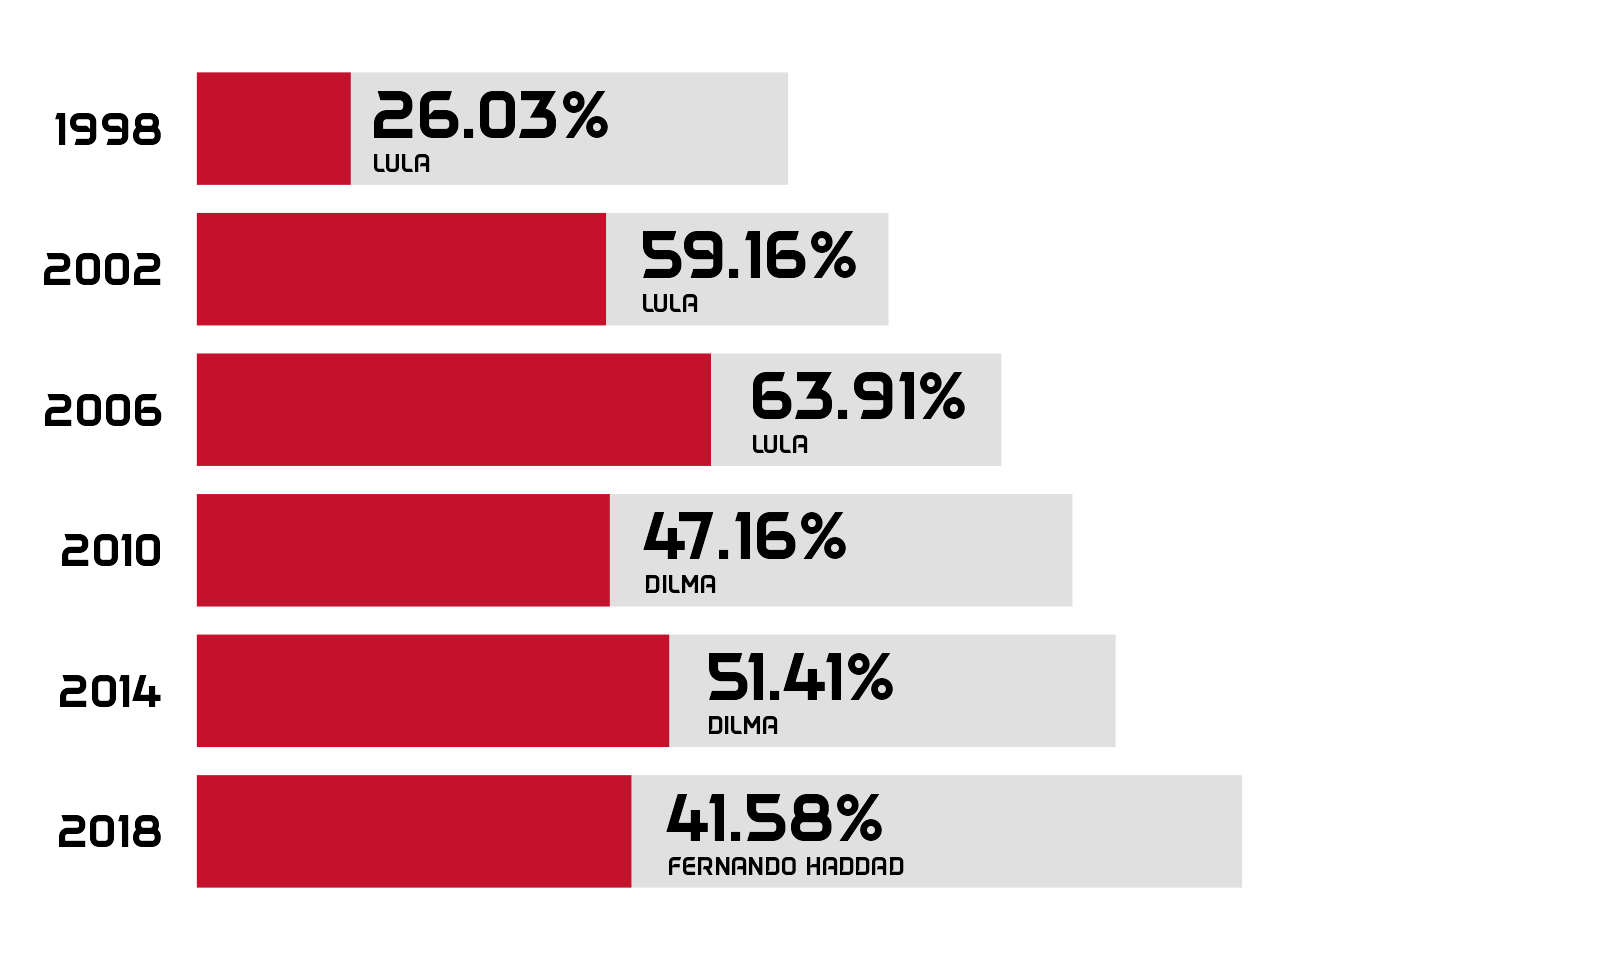 1998
26.03%
LULA
2002
59.16%
LULA
2006
63.91%
LULA
2010
47.16%
DILMA
2014
51.41%
DILMA
2018
41.58%
FERNANDO HADDAD